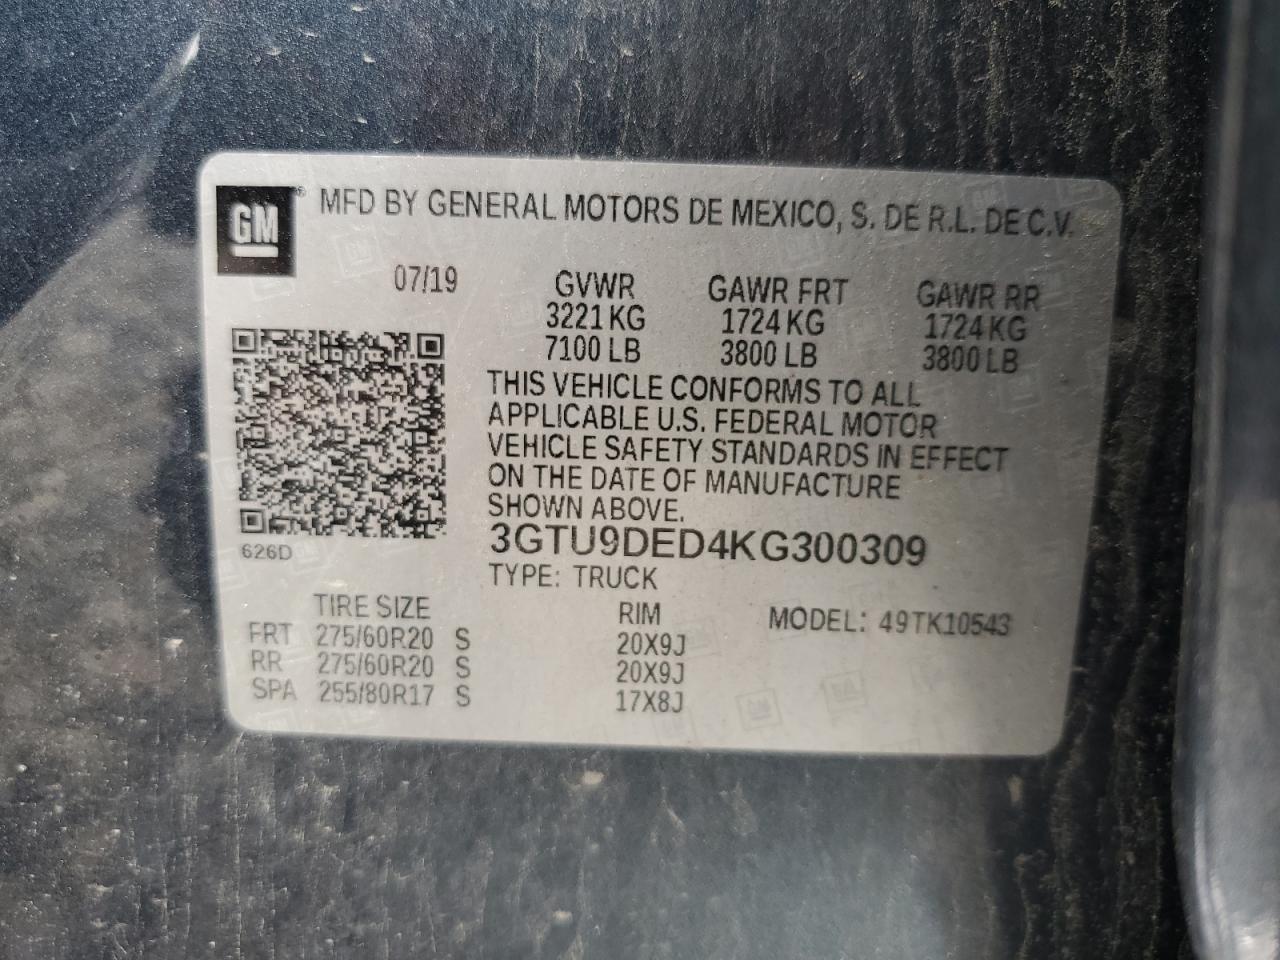 GM® MFD BY GENERAL MOTORS DE MEXICO, S. DE R.L. DE C.V.
07/19 GVWR GAWR FRT GAWR RR
3221 KG 1724 KG 1724 KG
7100 LB 3800 LB 3800 LB
THIS VEHICLE CONFORMS TO ALL
APPLICABLE U.S. FEDERAL MOTOR
VEHICLE SAFETY STANDARDS IN EFFECT
ON THE DATE OF MANUFACTURE
SHOWN ABOVE.
626D
3GTU9DED4KG300309
TYPE: TRUCK
TIRE SIZE RIM MODEL: 49TK10543
FRT 275/60R20 S 20X9J
RR 275/60R20 S 20X9J
SPA 255/80R17 S 17X8J